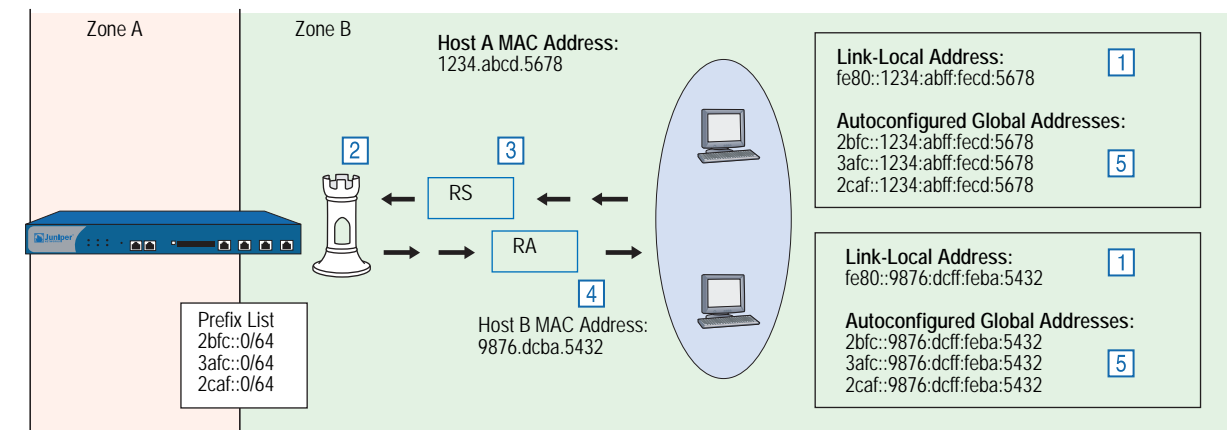 Zone A
Zone B
Host A MAC Address:
1234.abcd.5678
2
3
RS
RA
4
Host B MAC Address:
9876.dcba.5432
Juniper
Prefix List
2bfc::0/64
3afc::0/64
2caf::0/64
Link-Local Address:
1
fe80::1234:abff:fecd:5678
Autoconfigured Global Addresses:
2bfc::1234:abff:fecd:5678
3afc::1234:abff:fecd:5678
5
2caf::1234:abff:fecd:5678
Link-Local Address:
1
fe80::9876:dcff:feba:5432
Autoconfigured Global Addresses:
2bfc::9876:dcff:feba:5432
3afc::9876:dcff:feba:5432
5
2caf::9876:dcff:feba:5432